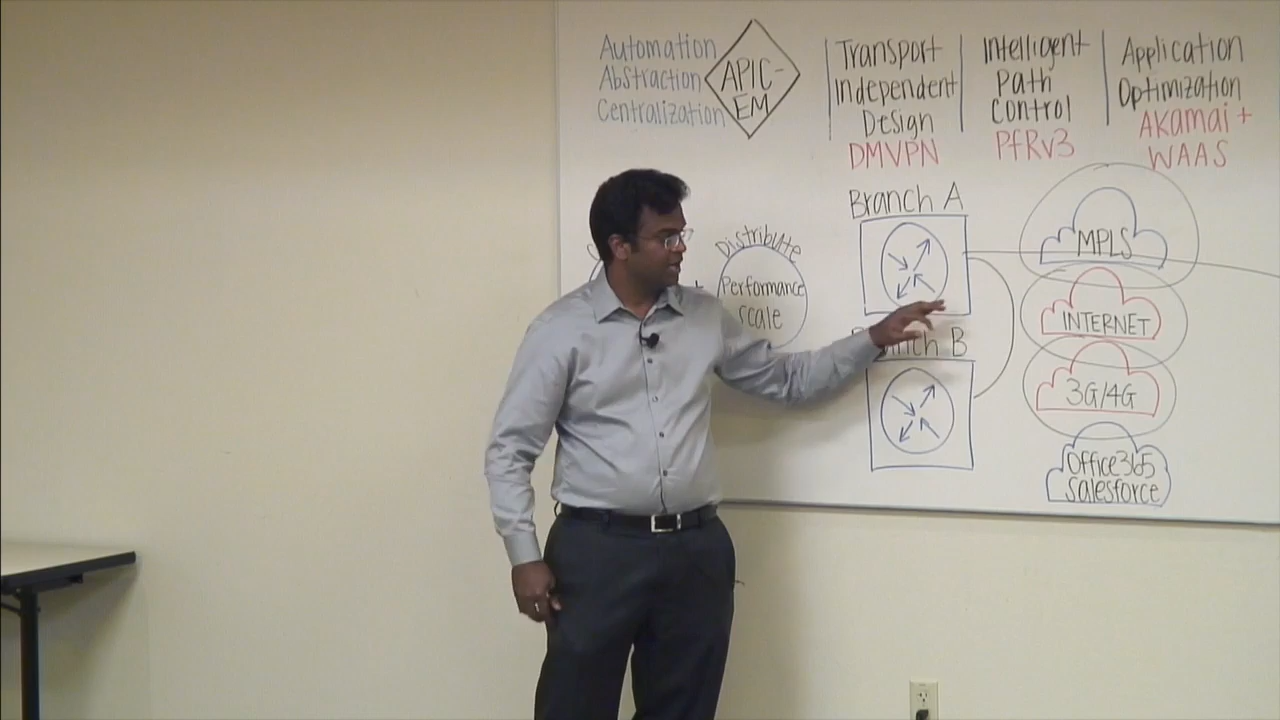 Automation
Abstraction
Centralization
APIC-
EM
Transport
Independent
Design
DMVPN
Intelligent
Path
Control
PfRv3
Application
Optimization
Akamai +
WAAS
Distribute
Performance
Scale
Branch A
Branch B
MPLS
INTERNET
3G/4G
Office365
Salesforce